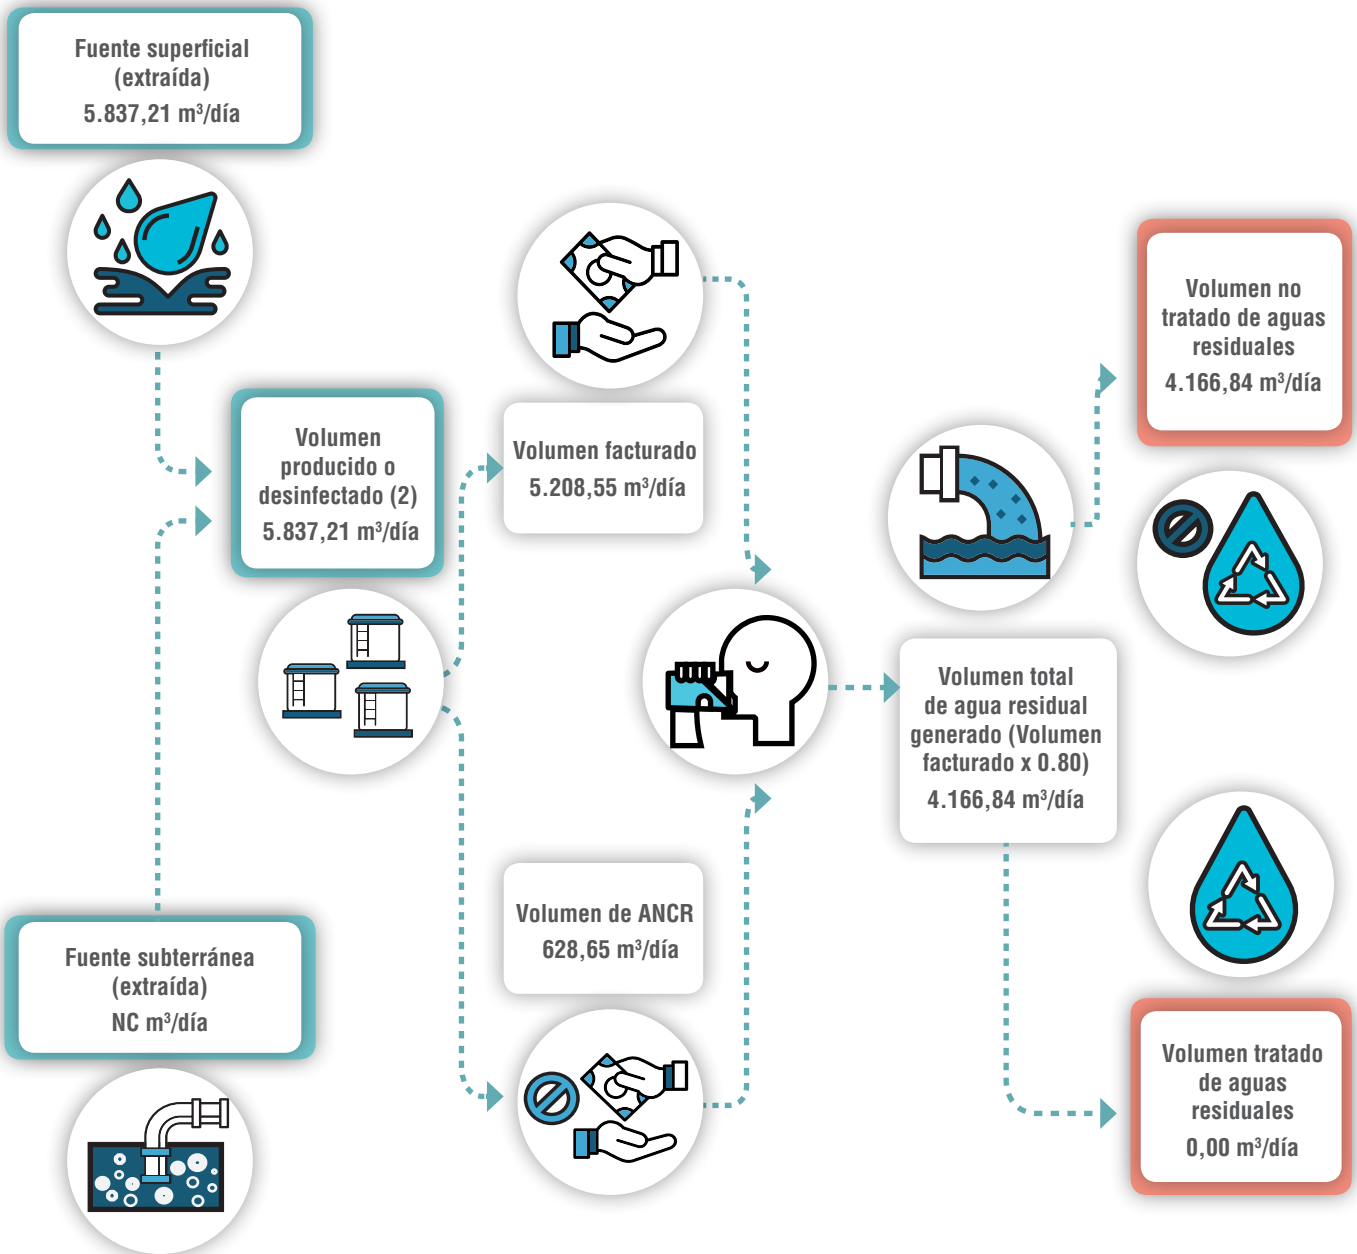 Fuente superficial
(extraída)
5.837,21 m³/día
Volumen
producido o
desinfectado (2)
5.837,21 m³/día
Fuente subterránea
(extraída)
NC m³/día
Volumen facturado
5.208,55 m³/día
Volumen de ANCR
628,65 m³/día
Volumen total
de agua residual
generado (Volumen
facturado x 0.80)
4.166,84 m³/día
Volumen no
tratado de aguas
residuales
4.166,84 m³/día
Volumen tratado
de aguas
residuales
0,00 m³/día